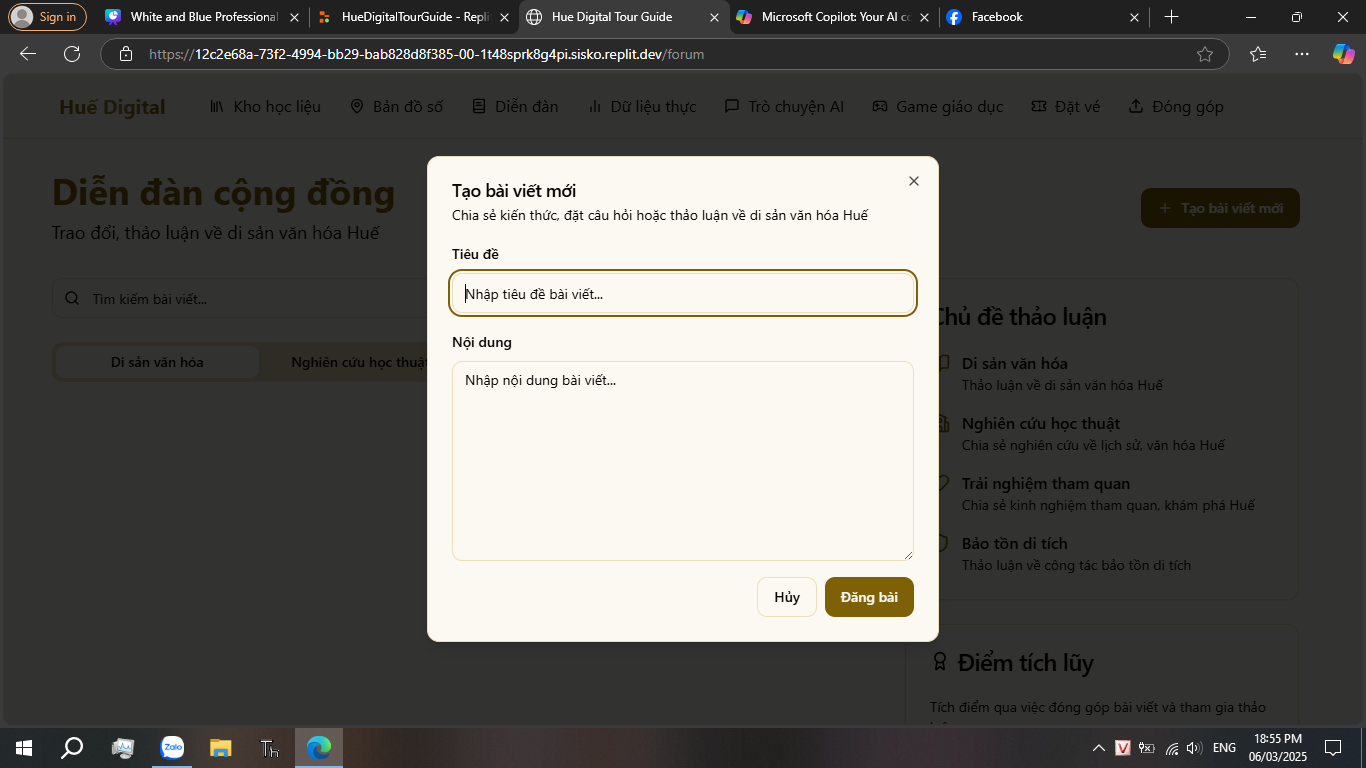 Sign in
White and Blue Professional
HueDigitalTourGuide - Repli
Hue Digital Tour Guide
Microsoft Copilot: Your AI co
Facebook
https://12c2e68a-73f2-4994-bb29-bab828d8f385-00-1t48sprk8g4pi.sisko.replit.dev/forum
Huế Digital
Kho học liệu
Bản đồ số
Diễn đàn
Dữ liệu thực
Trò chuyện AI
Game giáo dục
Đặt vé
Đóng góp
Diễn đàn cộng đồng
Trao đổi, thảo luận về di sản văn hóa Huế
Tạo bài viết mới
Tìm kiếm bài viết...
Di sản văn hóa
Nghiên cứu học thuật
Tạo bài viết mới
Chia sẻ kiến thức, đặt câu hỏi hoặc thảo luận về di sản văn hóa Huế
Tiêu đề
Nhập tiêu đề bài viết...
Nội dung
Nhập nội dung bài viết...
Hủy
Đăng bài
Chủ đề thảo luận
Di sản văn hóa
Thảo luận về di sản văn hóa Huế
Nghiên cứu học thuật
Chia sẻ nghiên cứu về lịch sử, văn hóa Huế
Trải nghiệm tham quan
Chia sẻ kinh nghiệm tham quan, khám phá Huế
Bảo tồn di tích
Thảo luận về công tác bảo tồn di tích
Điểm tích lũy
Tích điểm qua việc đóng góp bài viết và tham gia thảo
Zalo
Th
V
ENG
18:55 PM
06/03/2025